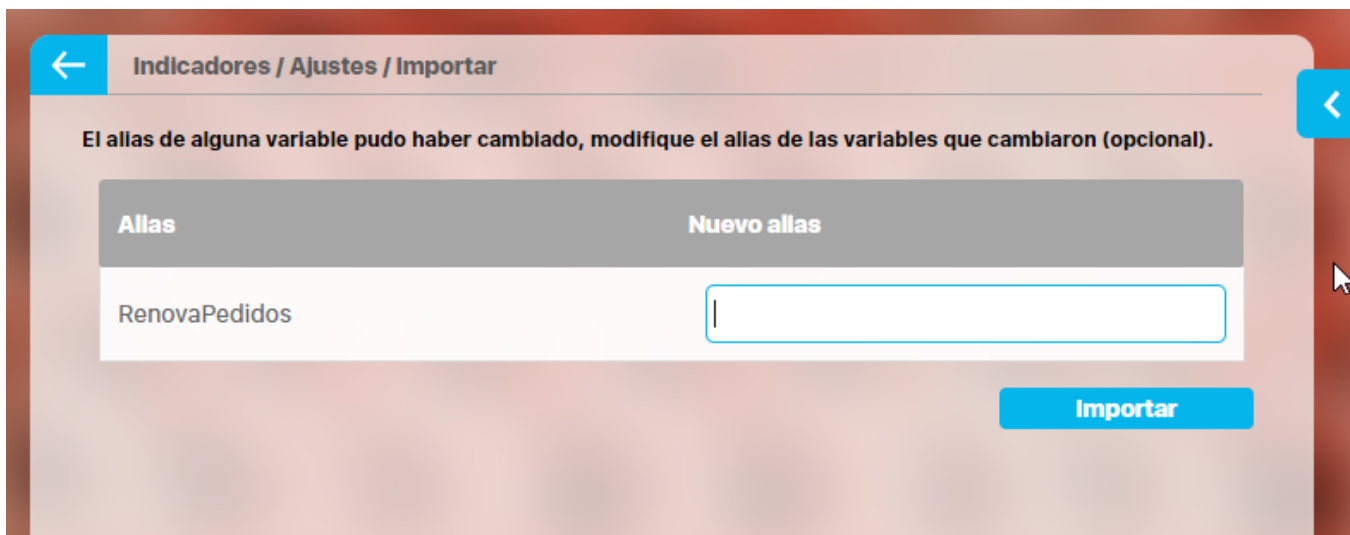 Indicadores / Ajustes / Importar
El alias de alguna variable pudo haber cambiado, modifique el alias de las variables que cambiaron (opcional).
Alias Nuevo alias
RenovaPedidos
Importar